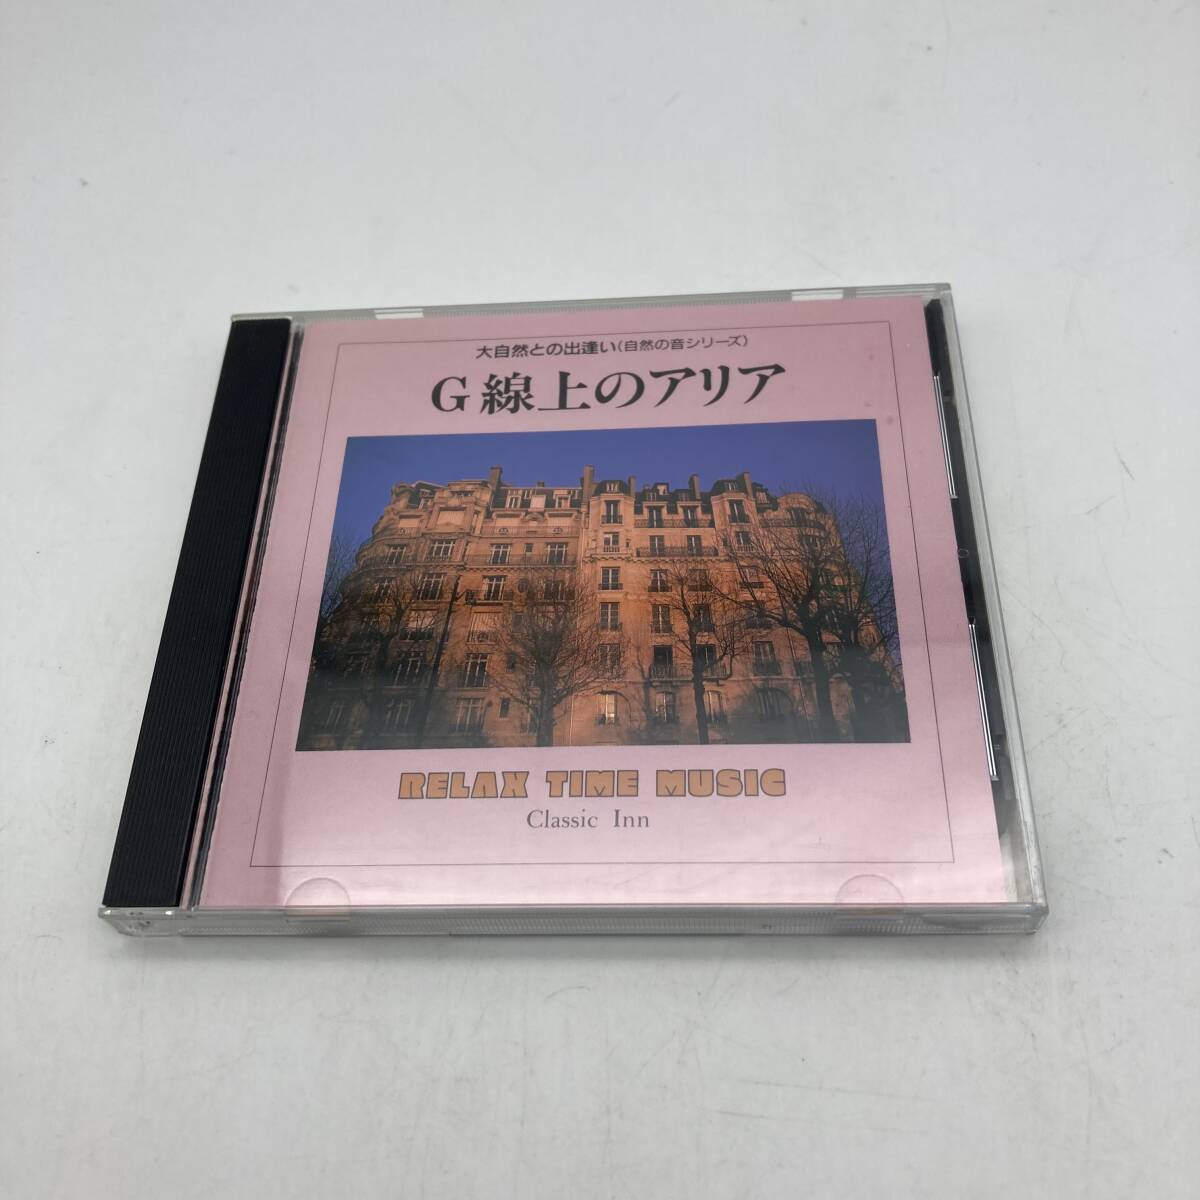 大自然との出逢い(自然の音シリーズ)
G線上のアリア
RELAX TIME MUSIC
Classic Inn